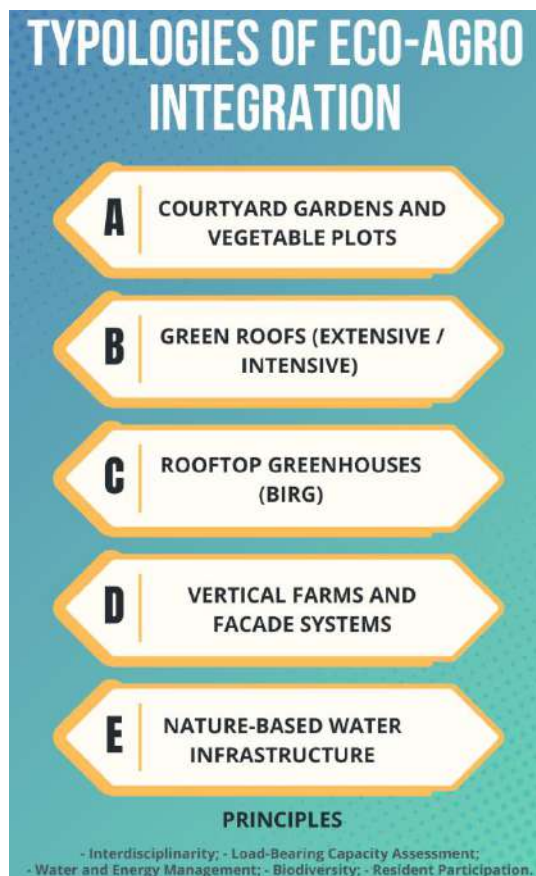 TYPOLOGIES OF ECO-AGRO
INTEGRATION
A
COURTYARD GARDENS AND
VEGETABLE PLOTS
B
GREEN ROOFS (EXTENSIVE /
INTENSIVE)
C
ROOFTOP GREENHOUSES
(BIRG)
D
VERTICAL FARMS AND
FACADE SYSTEMS
E
NATURE-BASED WATER
INFRASTRUCTURE
PRINCIPLES
- Interdisciplinarity; - Load-Bearing Capacity Assessment;
- Water and Energy Management; - Biodiversity; - Resident Participation.